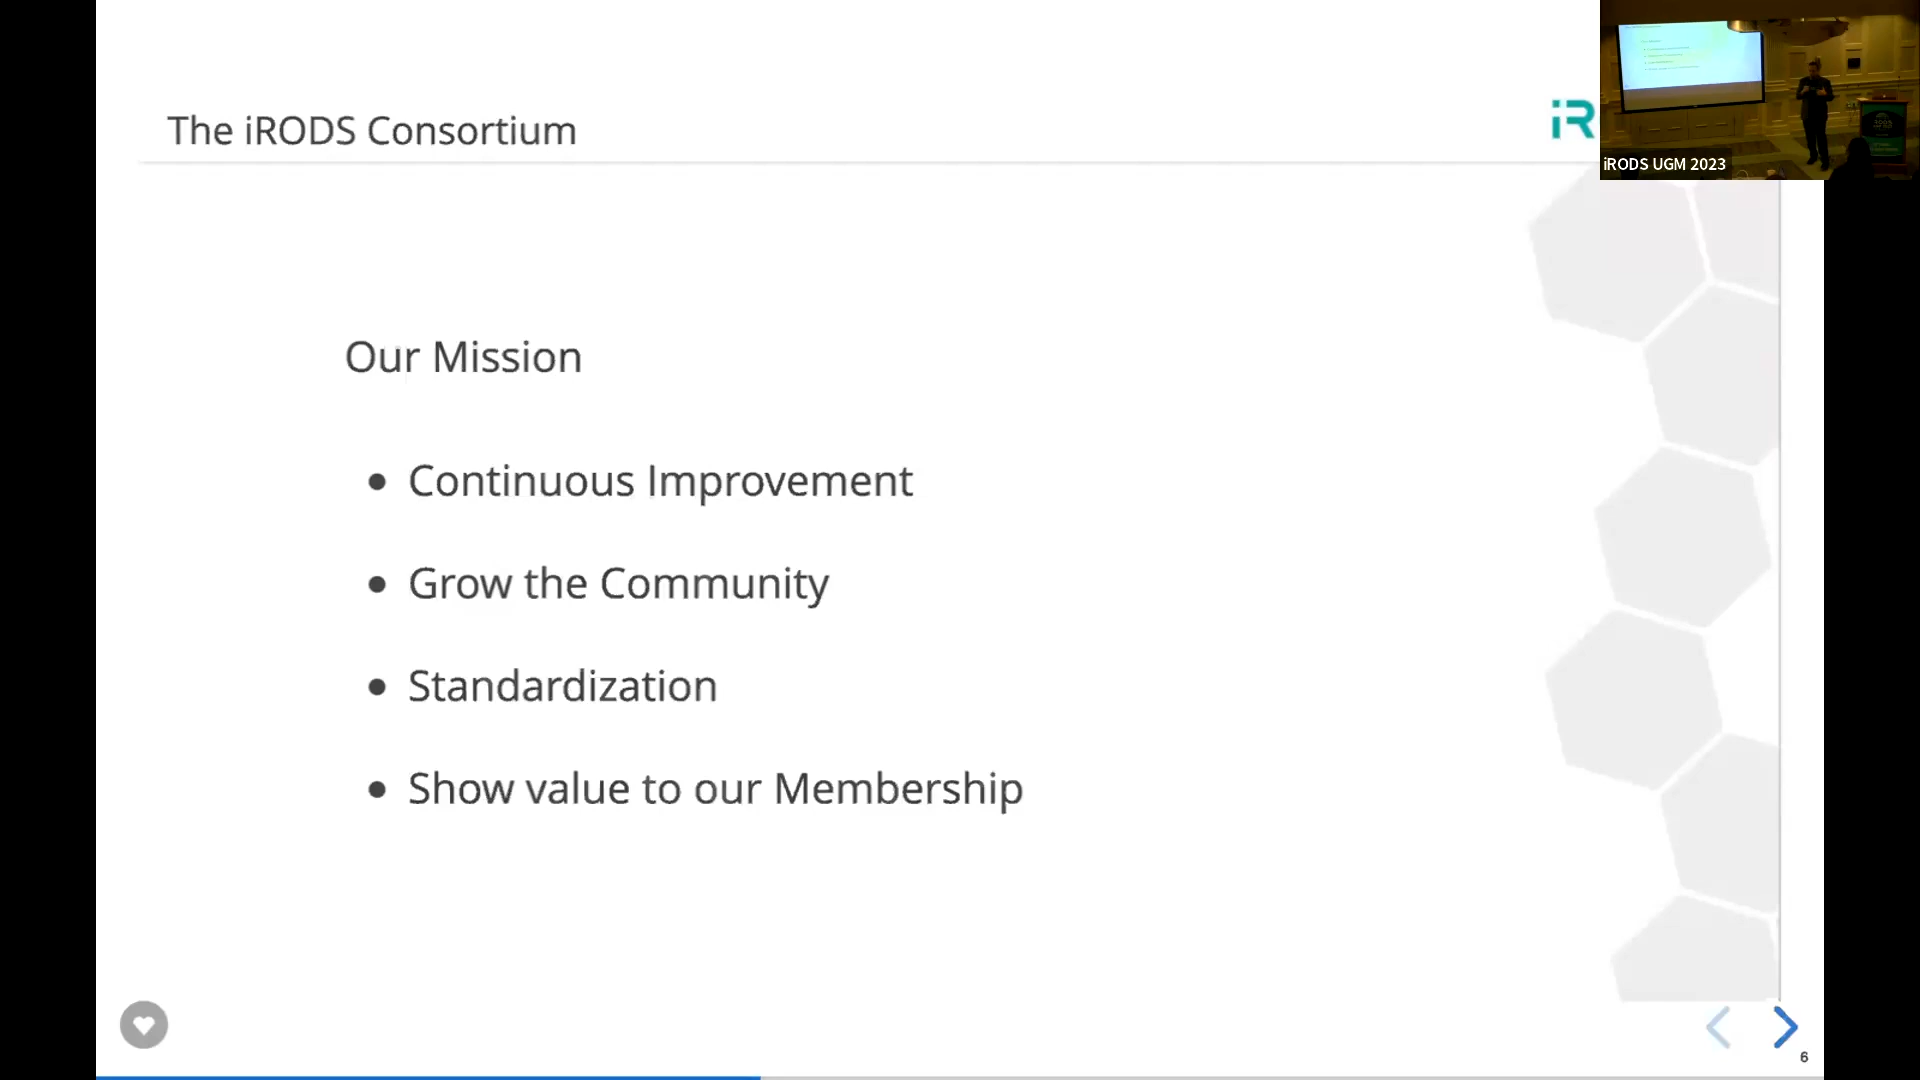 The iRODS Consortium
iR
iRODS UGM 2023
Our Mission
• Continuous Improvement
• Grow the Community
• Standardization
• Show value to our Membership
6